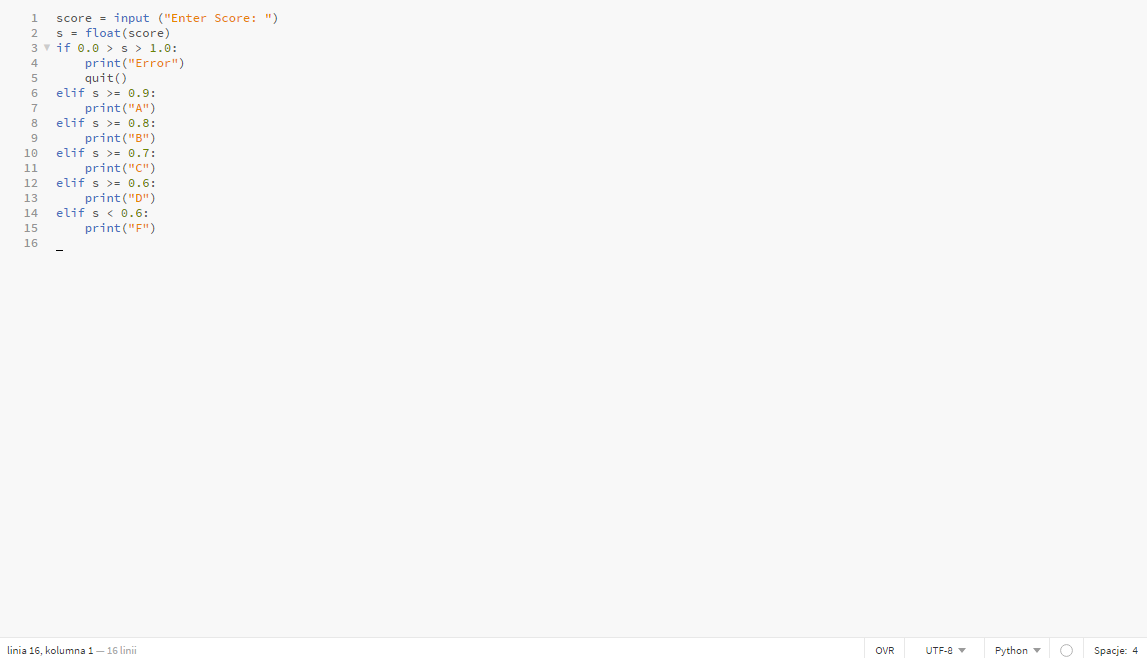 1 score = input ("Enter Score: ")
2 s = float(score)
3 if 0.0 > s > 1.0:
4     print("Error")
5     quit()
6 elif s >= 0.9:
7     print("A")
8 elif s >= 0.8:
9     print("B")
10 elif s >= 0.7:
11     print("C")
12 elif s >= 0.6:
13     print("D")
14 elif s < 0.6:
15     print("F")
16
linia 16, kolumna 1 — 16 linii OVR UTF-8 Python Spacje: 4